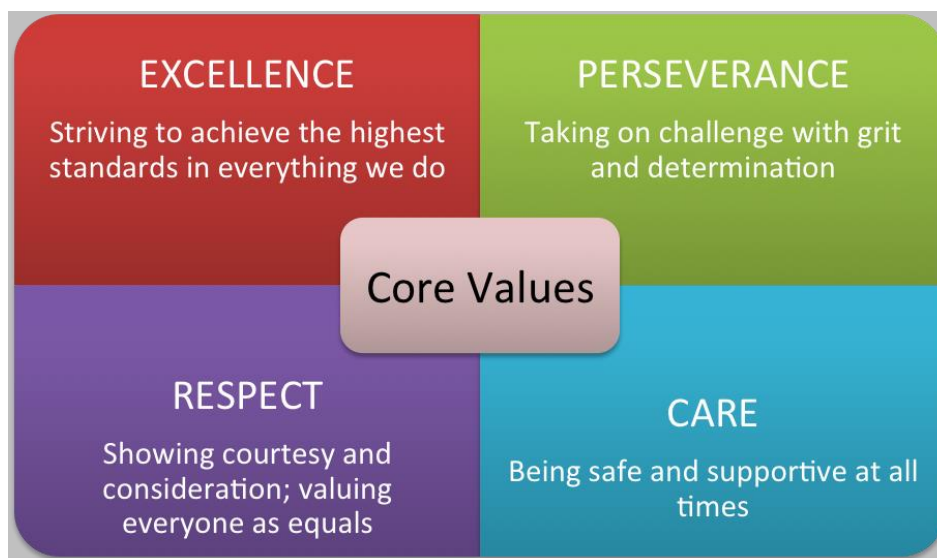 EXCELLENCE
Striving to achieve the highest
standards in everything we do
PERSEVERANCE
Taking on challenge with grit
and determination
Core Values
RESPECT
Showing courtesy and
consideration; valuing
everyone as equals
CARE
Being safe and supportive at all
times